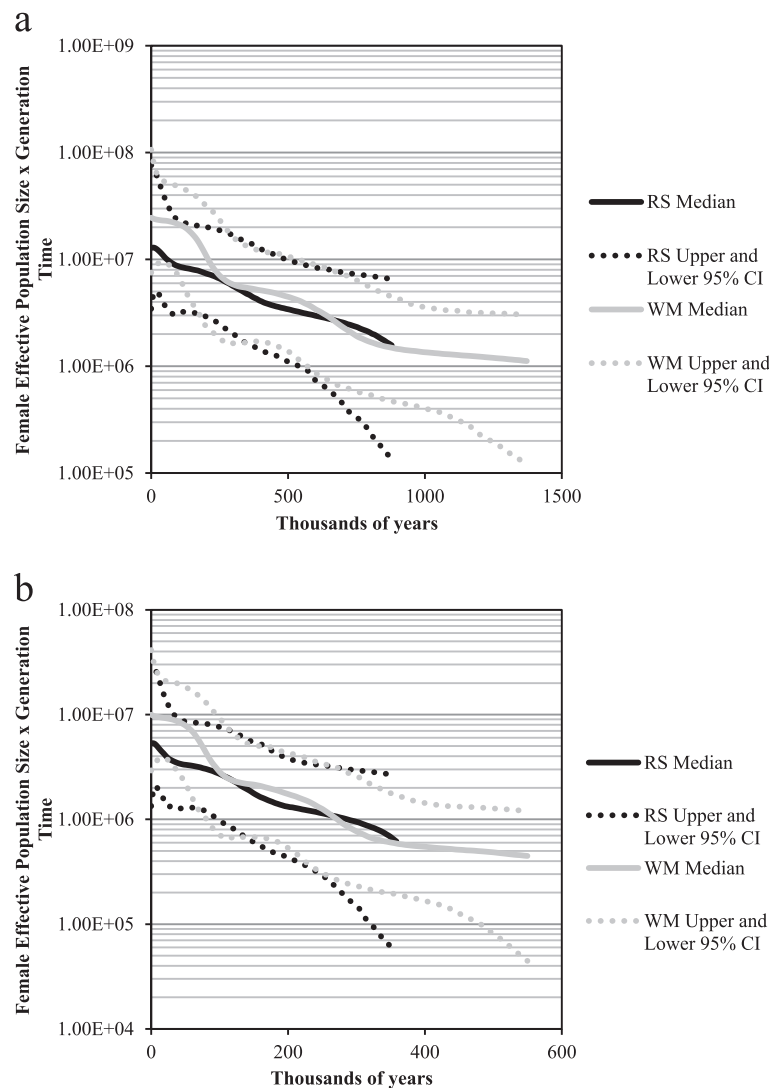 a
1.00E+09
1.00E+08
1.00E+07
1.00E+06
1.00E+05
Female Effective Population Size x Generation
Time
0
500
1000
1500
Thousands of years
RS Median
RS Upper and
Lower 95% CI
WM Median
WM Upper and
Lower 95% CI
b
1.00E+08
1.00E+07
1.00E+06
1.00E+05
1.00E+04
Female Effective Population Size x Generation
Time
0
200
400
600
Thousands of years
RS Median
RS Upper and
Lower 95% CI
WM Median
WM Upper and
Lower 95% CI